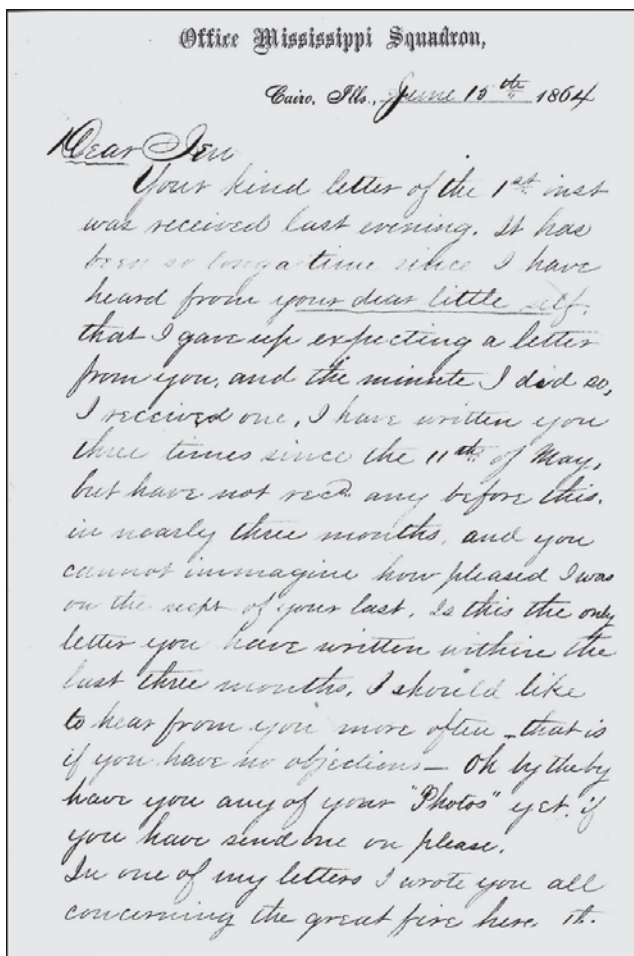 Office Mississippi Squadron,
Cairo, Ills., June 15th 1864
Dear Jen
Your kind letter of the 1st inst
was received last evening. It has
been so long a time since I have
heard from your dear little self,
that I gave up expecting a letter
from you, and the minute I did so,
I received one, I have written you
three times since the 11th of May,
but have not recd any before this,
in nearly three months, and you
cannot immagine how pleased I was
on the recpt of your last. Is this the only
letter you have written within the
last three months. I should like
to hear from you more often - that is
if you have no objections - Oh by the by
have you any of your "Photos" yet, if
you have send one on please.
In one of my letters I wrote you all
concerning the great fire here. It